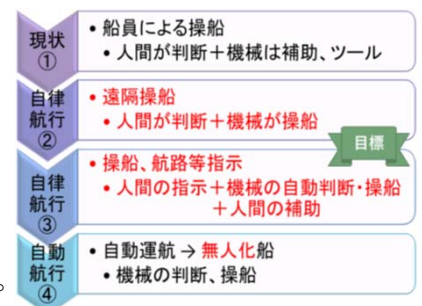 現状
①
• 船員による操船
• 人間が判断＋機械は補助、ツール
自律
航行
②
• 遠隔操船
• 人間が判断＋機械が操船
目標
自律
航行
③
• 操船、航路等指示
• 人間の指示＋機械の自動判断・操船
＋人間の補助
自動
航行
④
• 自動運航 → 無人化船
• 機械の判断、操船
。